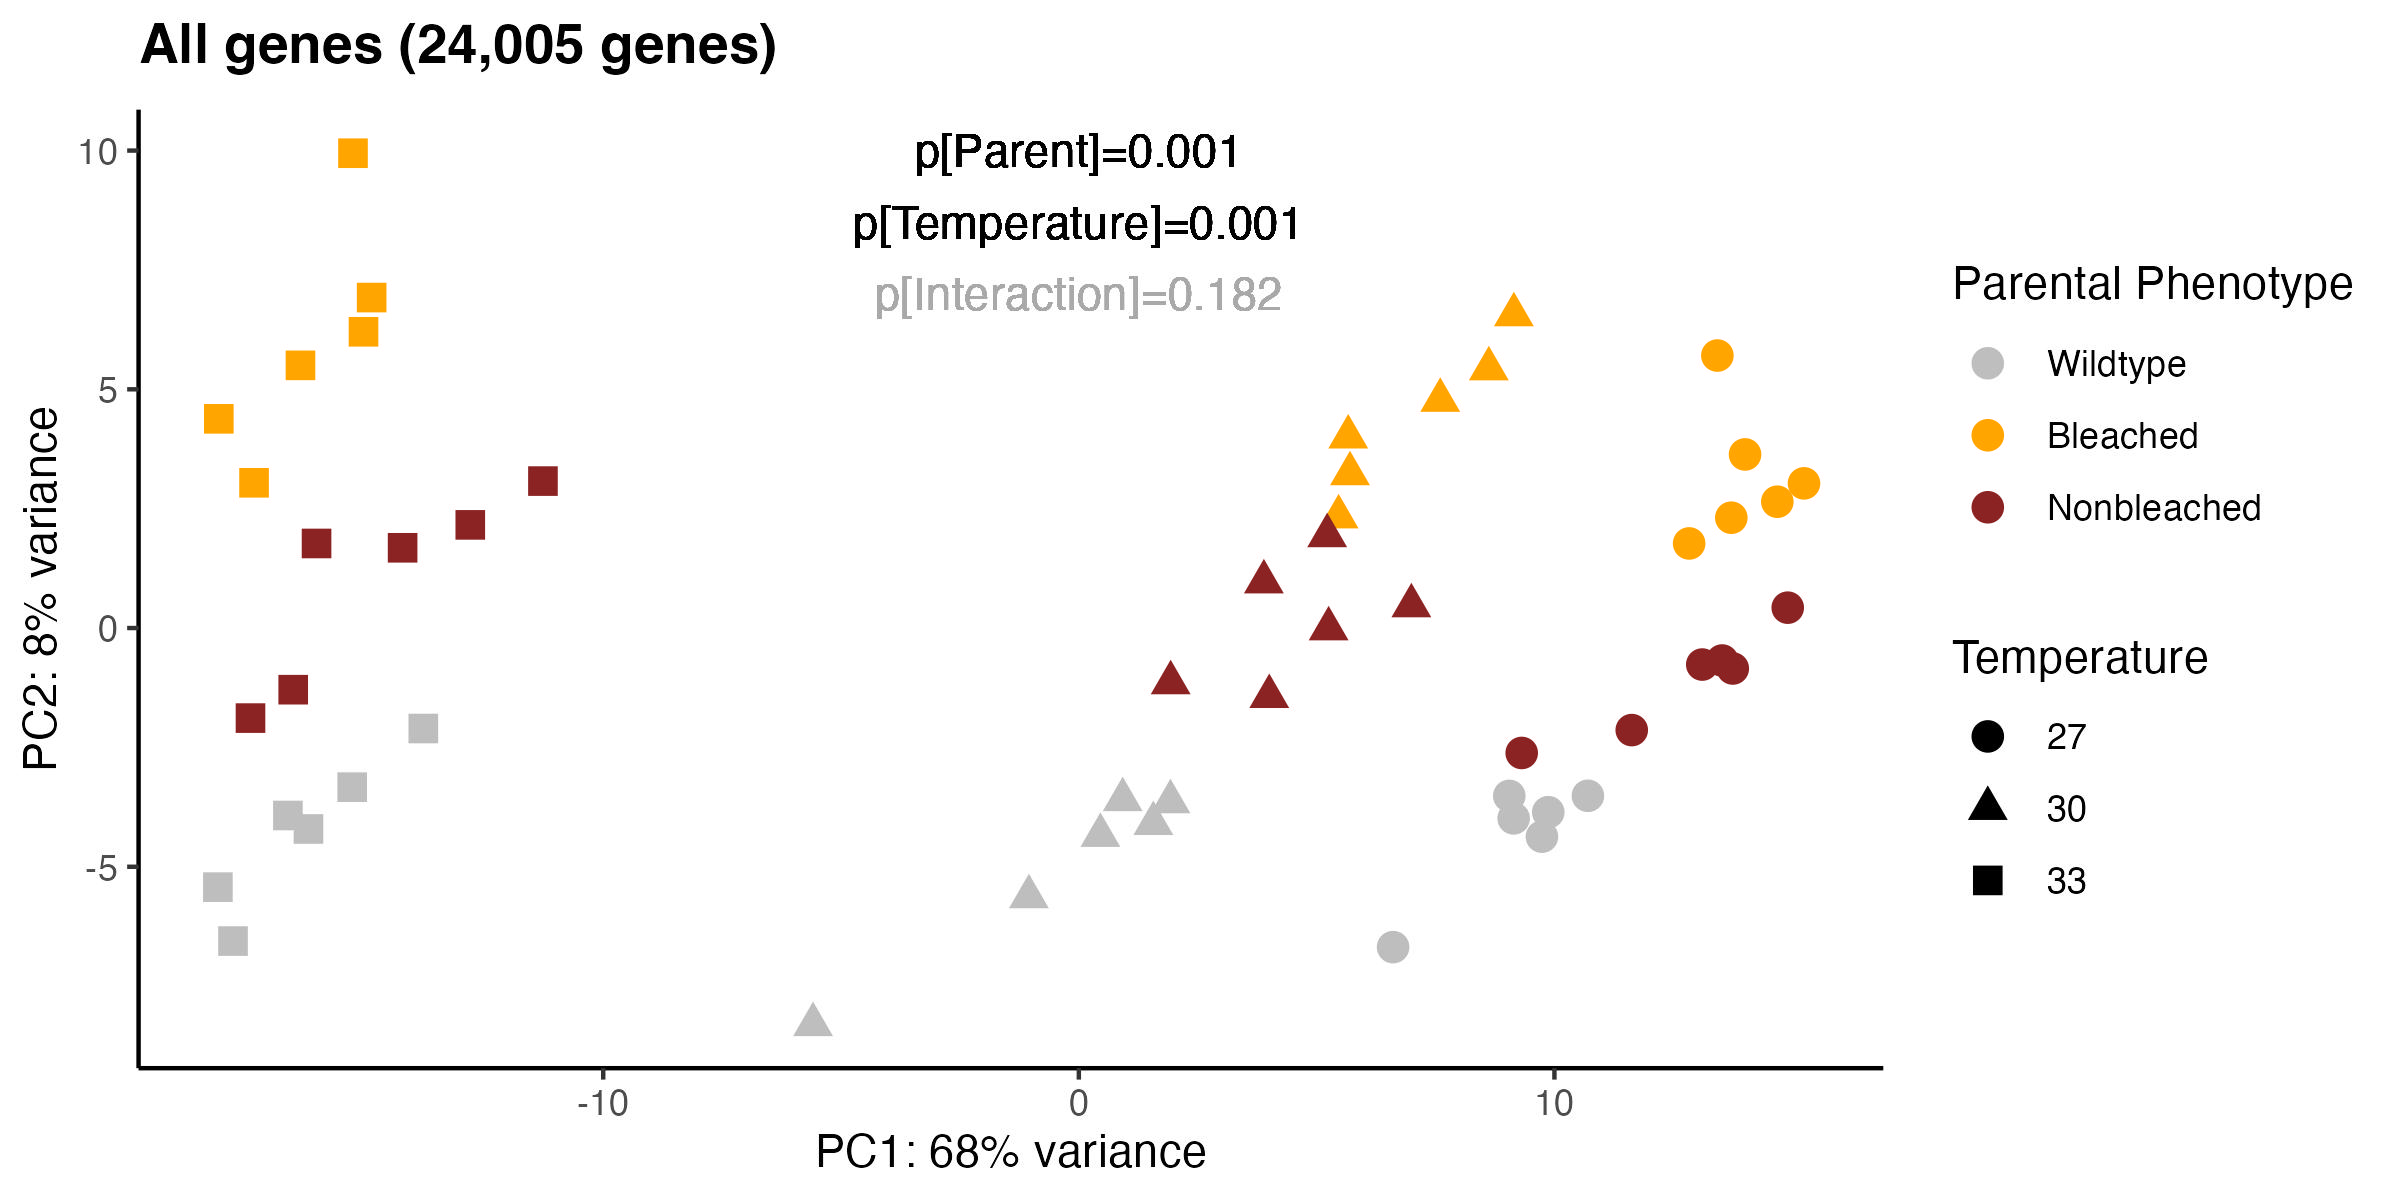 All genes (24,005 genes)
p[Parent]=0.001
p[Temperature]=0.001
p[Interaction]=0.182
10
5
0
-5
PC2: 8% variance
-10
0
10
PC1: 68% variance
Parental Phenotype
Wildtype
Bleached
Nonbleached
Temperature
27
30
33